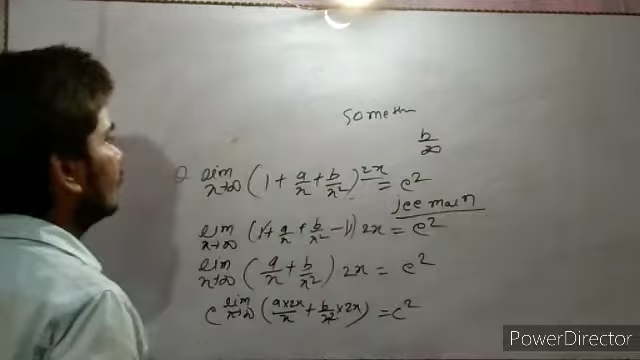 Someth
b/∞
Q lim x→∞ (1 + a/x + b/x²)^2x = e²
jee main
lim x→∞ (1 + a/x + b/x² - 1) 2x = e²
lim x→∞ (a/x + b/x²) 2x = e²
e lim x→∞ (a×2x/x + b/x² × 2x) = e²
PowerDirector